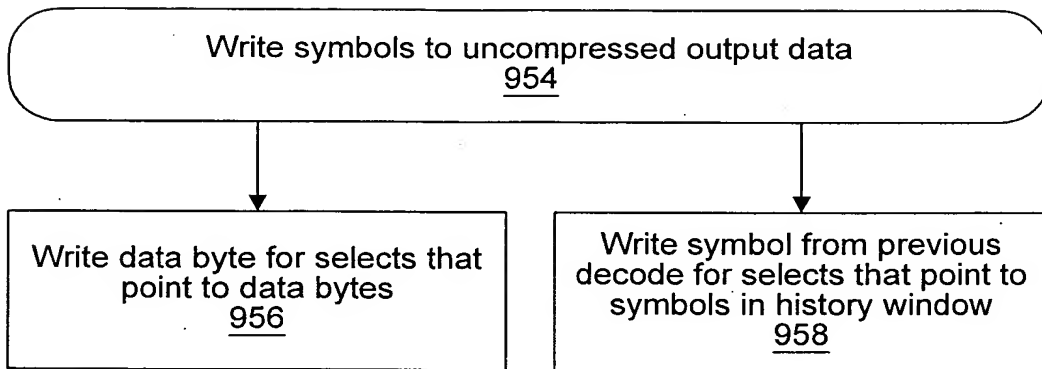 Write symbols to uncompressed output data
954
Write data byte for selects that
point to data bytes
956
Write symbol from previous
decode for selects that point to
symbols in history window
958